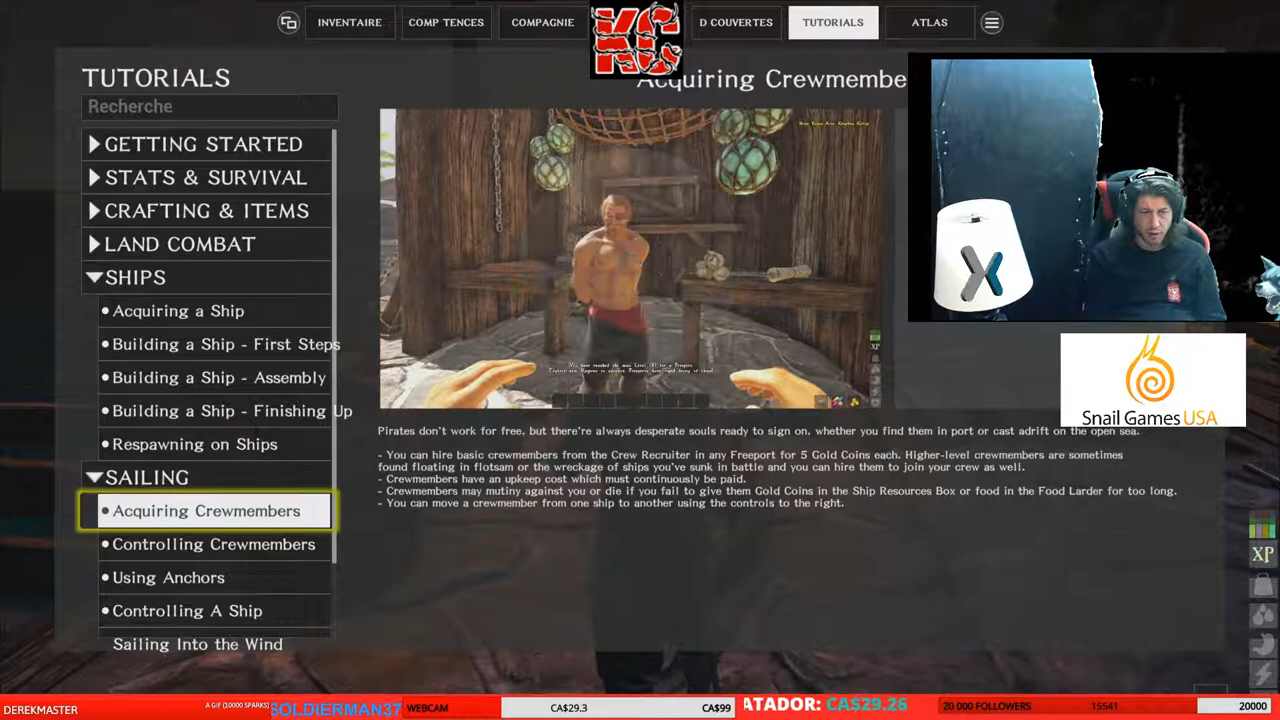 INVENTAIRE
COMP TENCES
COMPAGNIE
KC
D COUVERTES
TUTORIALS
ATLAS
TUTORIALS
Recherche
GETTING STARTED
STATS & SURVIVAL
CRAFTING & ITEMS
LAND COMBAT
SHIPS
Acquiring a Ship
Building a Ship - First Steps
Building a Ship - Assembly
Building a Ship - Finishing Up
Respawning on Ships
SAILING
Acquiring Crewmembers
Controlling Crewmembers
Using Anchors
Controlling A Ship
Sailing Into the Wind
Acquiring Crewmembe
XP
Pirates don't work for free, but there're always desperate souls ready to sign on, whether you find them in port or cast adrift on the open sea.
- You can hire basic crewmembers from the Crew Recruiter in any Freeport for 5 Gold Coins each. Higher-level crewmembers are sometimes
found floating in flotsam or the wreckage of ships you've sunk in battle and you can hire them to join your crew as well.
- Crewmembers have an upkeep cost which must continuously be paid.
- Crewmembers may mutiny against you or die if you fail to give them Gold Coins in the Ship Resources Box or food in the Food Larder for too long.
- You can move a crewmember from one ship to another using the controls to the right.
Snail Games USA
XP
DEREKMASTER
A GIF (10000 SPARKS)
SOLDIERMAN37
WEBCAM
CA$29.3
CA$99
ATADOR: CA$29.26
20 000 FOLLOWERS
15541
20000